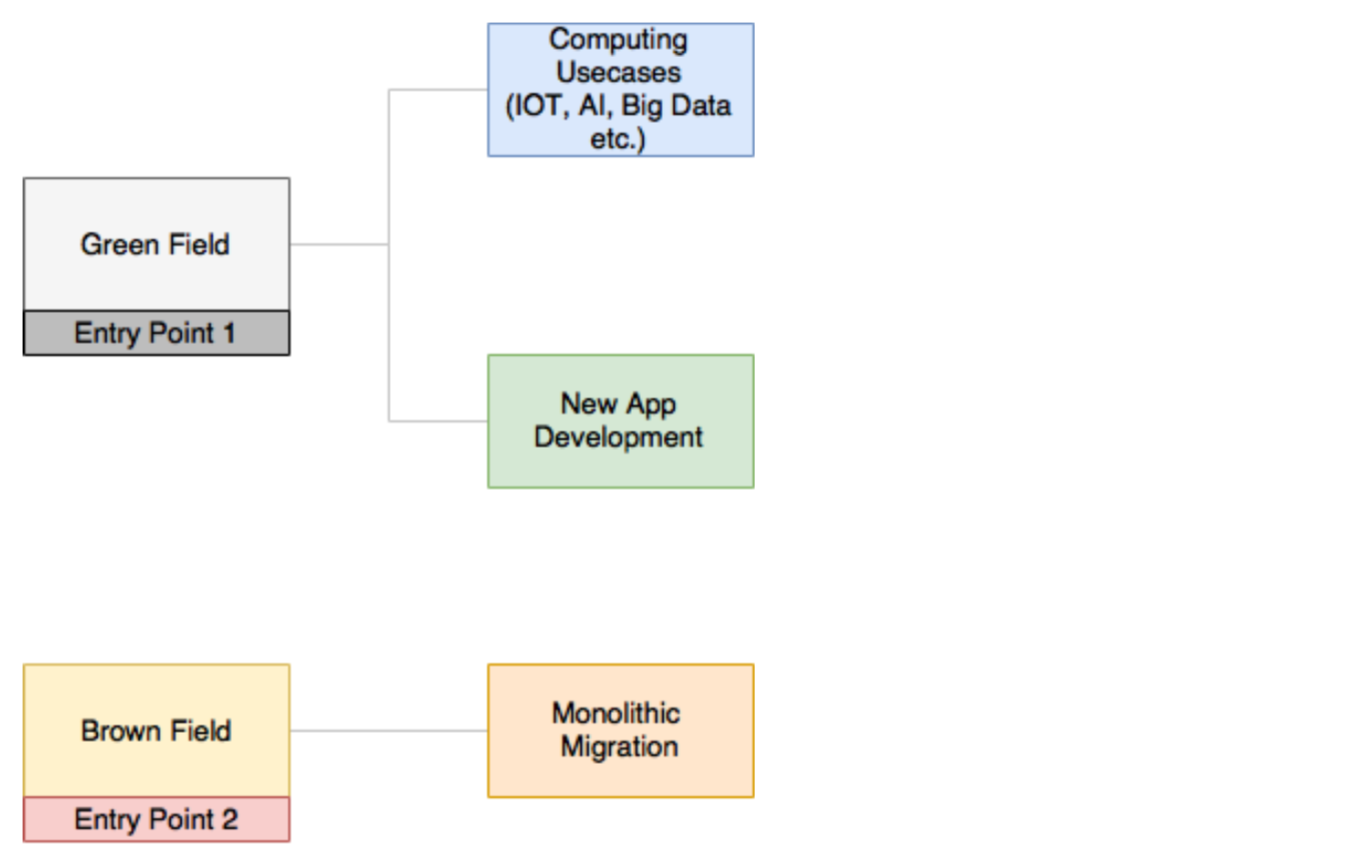 Computing
Usecases
(IOT, AI, Big Data
etc.)
Green Field
Entry Point 1
New App
Development
Brown Field
Entry Point 2
Monolithic
Migration